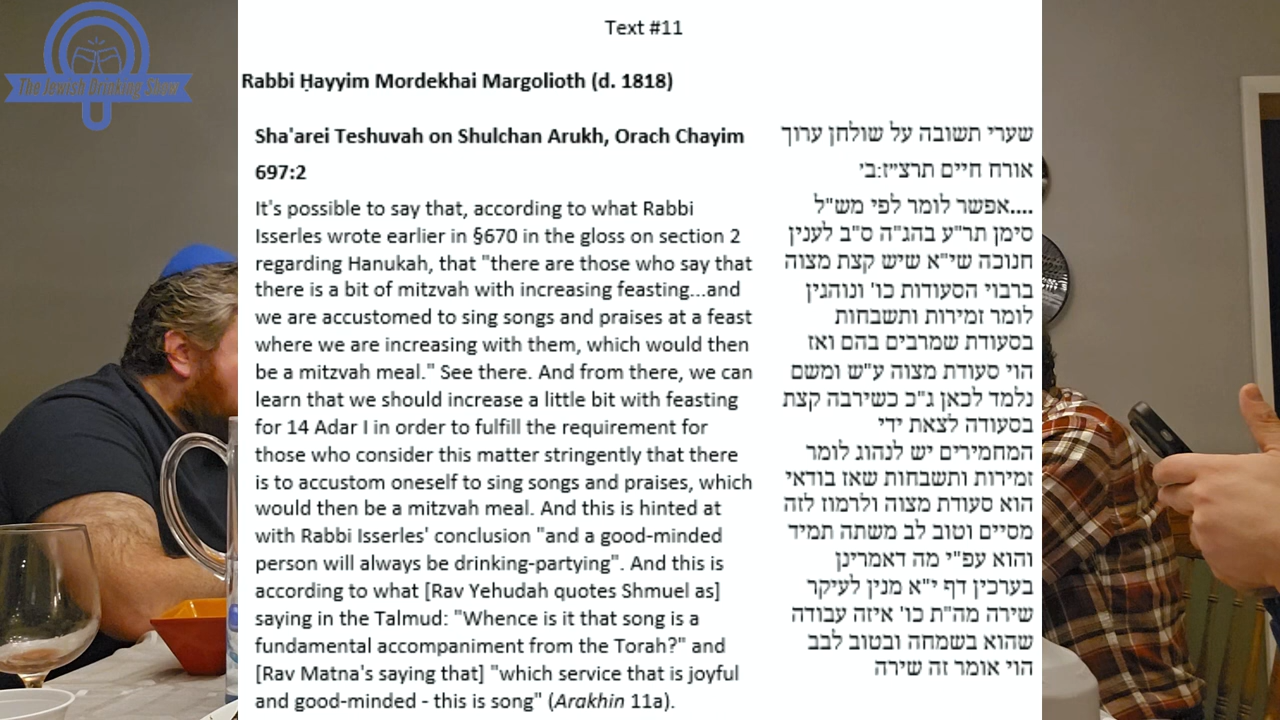 The Jewish Drinking Show
Text #11
Rabbi Ḥayyim Mordekhai Margolioth (d. 1818)
Sha'arei Teshuvah on Shulchan Arukh, Orach Chayim
697:2
It's possible to say that, according to what Rabbi
Isserles wrote earlier in §670 in the gloss on section 2
regarding Hanukah, that "there are those who say that
there is a bit of mitzvah with increasing feasting...and
we are accustomed to sing songs and praises at a feast
where we are increasing with them, which would then
be a mitzvah meal." See there. And from there, we can
learn that we should increase a little bit with feasting
for 14 Adar I in order to fulfill the requirement for
those who consider this matter stringently that there
is to accustom oneself to sing songs and praises, which
would then be a mitzvah meal. And this is hinted at
with Rabbi Isserles' conclusion "and a good-minded
person will always be drinking-partying". And this is
according to what [Rav Yehudah quotes Shmuel as]
saying in the Talmud: "Whence is it that song is a
fundamental accompaniment from the Torah?" and
[Rav Matna's saying that] "which service that is joyful
and good-minded - this is song" (Arakhin 11a).
שערי תשובה על שולחן ערוך
אורח חיים תרצ״ז:ב׳
....אפשר לומר לפי מש"ל
סימן תר"ע בהג"ה ס"ב לענין
חנוכה שי"א שיש קצת מצוה
ברבוי הסעודות כו' ונוהגין
לומר זמירות ותשבחות
בסעודת שמרבים בהם ואז
הוי סעודת מצוה ע"ש ומשם
נלמד לכאן ג"כ כשירבה קצת
בסעודה לצאת ידי
המחמירים יש לנהוג לומר
זמירות ותשבחות שאז בודאי
הוא סעודת מצוה ולרמוז לזה
מסיים וטוב לב משתה תמיד
והוא עפ"י מה דאמרינן
בערכין דף י"א מנין לעיקר
שירה מה"ת כו' איזה עבודה
שהוא בשמחה ובטוב לבב
הוי אומר זה שירה